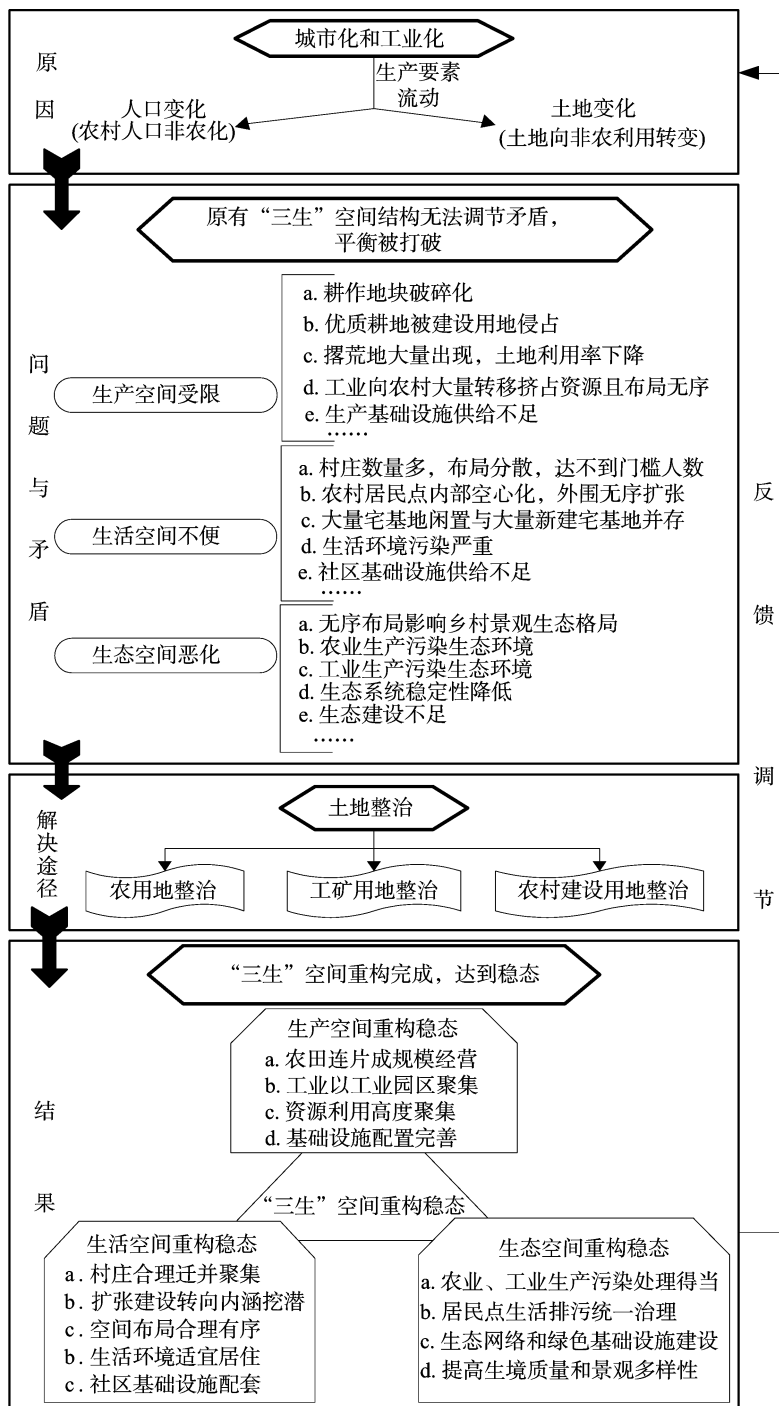 原因
城市化和工业化
生产要素
流动
人口变化
(农村人口非农化)
土地变化
(土地向非农利用转变)
问题与矛盾
原有“三生”空间结构无法调节矛盾，
平衡被打破
生产空间受限
a. 耕作地块破碎化
b. 优质耕地被建设用地侵占
c. 撂荒地大量出现，土地利用率下降
d. 工业向农村大量转移挤占资源且布局无序
e. 生产基础设施供给不足
……
生活空间不便
a. 村庄数量多，布局分散，达不到门槛人数
b. 农村居民点内部空心化，外围无序扩张
c. 大量宅基地闲置与大量新建宅基地并存
d. 生活环境污染严重
e. 社区基础设施供给不足
……
生态空间恶化
a. 无序布局影响乡村景观生态格局
b. 农业生产污染生态环境
c. 工业生产污染生态环境
d. 生态系统稳定性降低
e. 生态建设不足
……
解决途径
土地整治
农用地整治
工矿用地整治
农村建设用地整治
结果
“三生”空间重构完成，达到稳态
生产空间重构稳态
a. 农田连片成规模经营
b. 工业以工业园区聚集
c. 资源利用高度聚集
d. 基础设施配置完善
“三生”空间重构稳态
生活空间重构稳态
a. 村庄合理迁并聚集
b. 扩张建设转向内涵挖潜
c. 空间布局合理有序
b. 生活环境适宜居住
c. 社区基础设施配套
生态空间重构稳态
a. 农业、工业生产污染处理得当
b. 居民点生活排污统一治理
c. 生态网络和绿色基础设施建设
d. 提高生境质量和景观多样性
反馈调节